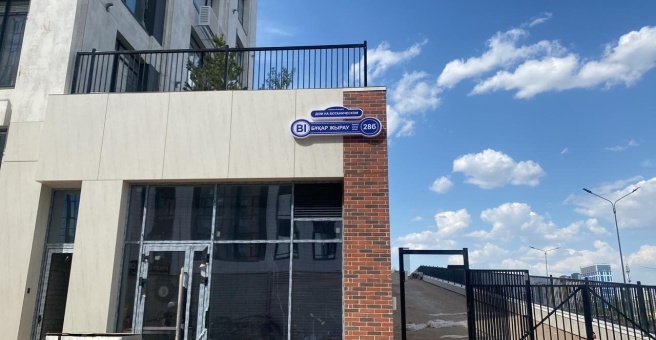 ДОМ НА БОТАНИЧЕСКОМ
BI
БҰҚАР ЖЫРАУ
28б